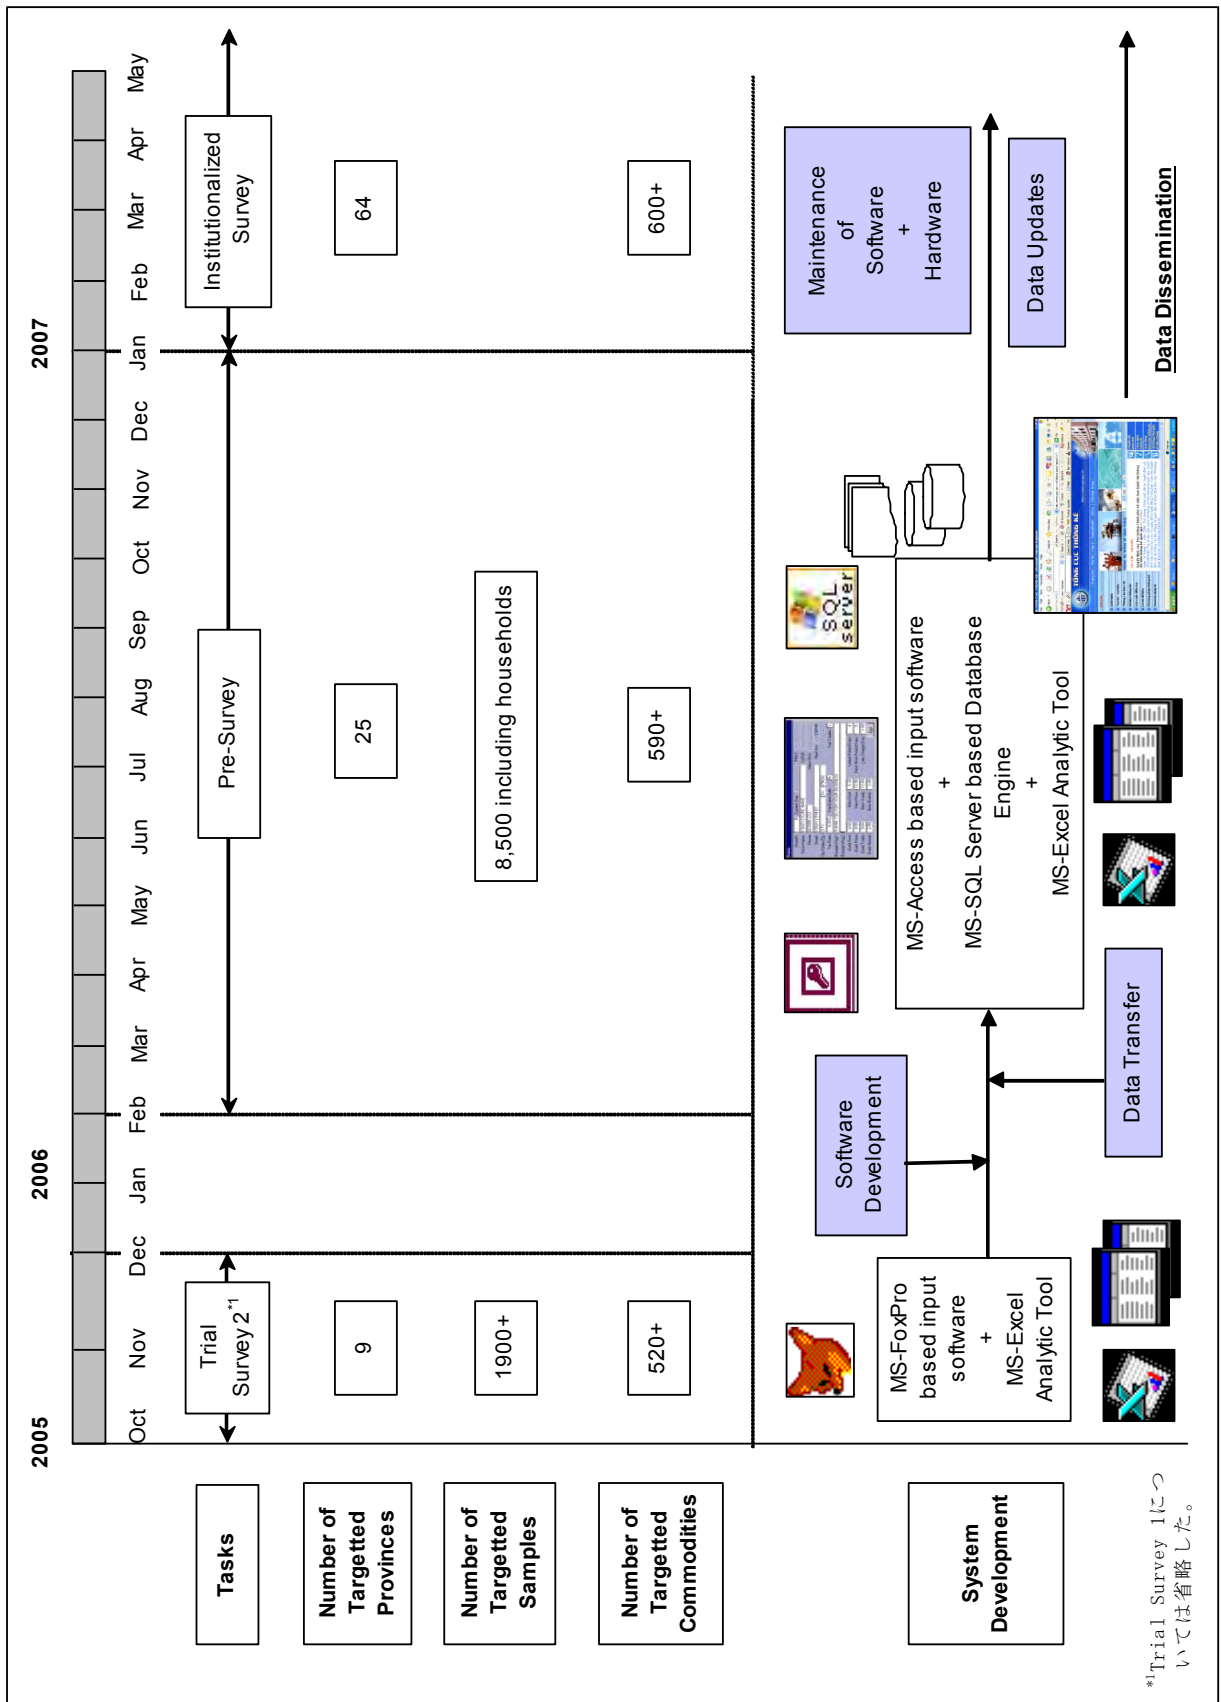 2005
2006
2007
Oct
Nov
Dec
Jan
Feb
Mar
Apr
May
Jun
Jul
Aug
Sep
Oct
Nov
Dec
Jan
Feb
Mar
Apr
May
Tasks
Trial
Survey 2*1
Pre-Survey
Institutionalized
Survey
Number of
Targetted
Provinces
9
25
64
Number of
Targetted
Samples
1900+
8,500 including households
Number of
Targetted
Commodities
520+
590+
600+
System
Development
MS-FoxPro
based input
software
+
MS-Excel
Analytic Tool
Software
Development
Data Transfer
SQL
server
MS-Access based input software
+
MS-SQL Server based Database
Engine
+
MS-Excel Analytic Tool
TỔNG CỤC THỐNG KÊ
Maintenance
of
Software
+
Hardware
Data Updates
Data Dissemination
*1Trial Survey 1につ
いては省略した。